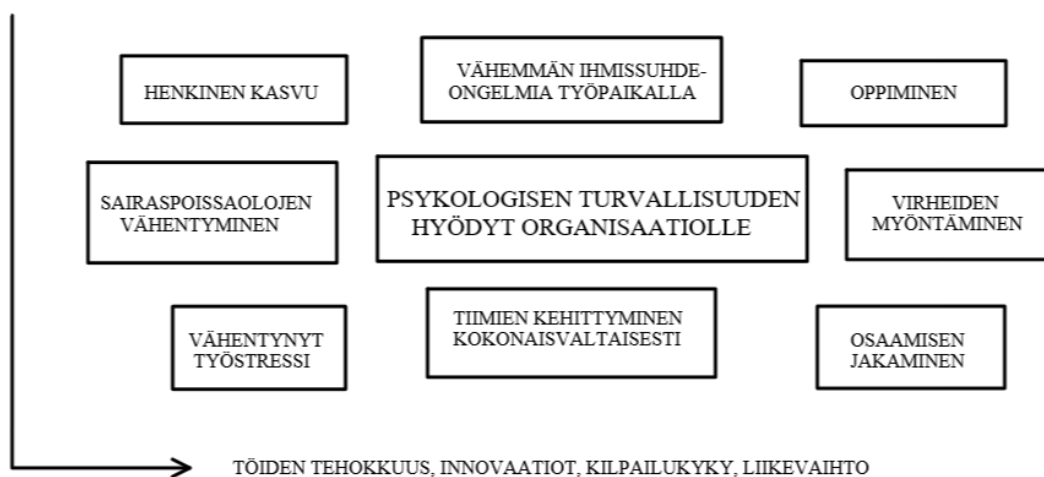 HENKINEN KASVU
VÄHEMMÄN IHMISSUHDE-
ONGELMIA TYÖPAIKALLA
OPPIMINEN
SAIRASPOISSAOLOJEN
VÄHENTYMINEN
PSYKOLOGISEN TURVALLISUUDEN
HYÖDYT ORGANISAATIOLLE
VIRHEIDEN
MYÖNTÄMINEN
VÄHENTYNYT
TYÖSTRESSI
TIIMIEN KEHITTYMINEN
KOKONAISVALTAISESTI
OSAAMISEN
JAKAMINEN
TÖIDEN TEHOKKUUS, INNOVAATIOT, KILPAILUKYKY, LIIKEVAIHTO